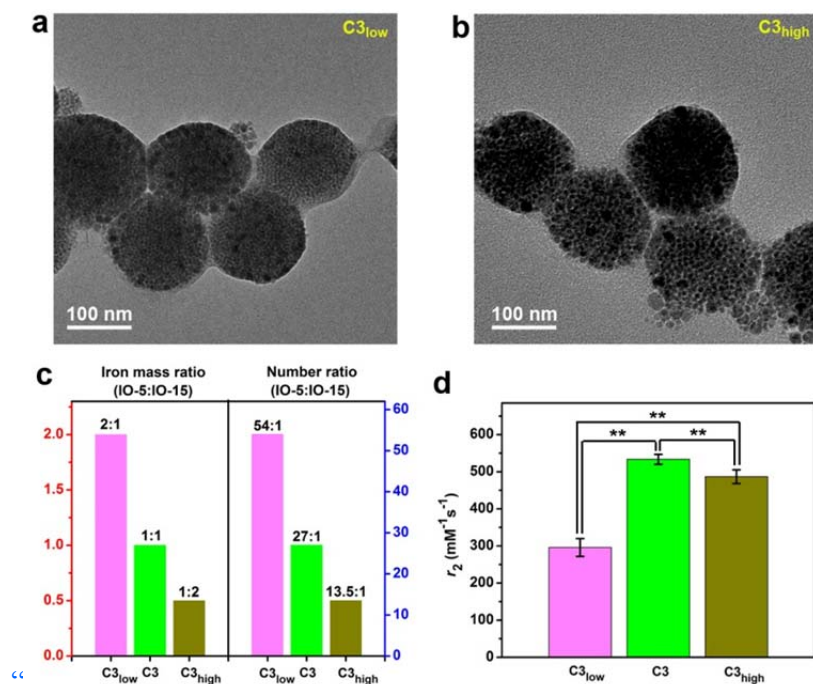 a
C3low
100 nm
b
C3high
100 nm
c
Iron mass ratio
(IO-5:IO-15)
Number ratio
(IO-5:IO-15)
2.0
1.5
1.0
0.5
0.0
2:1
1:1
1:2
54:1
27:1
13.5:1
60
50
40
30
20
10
0
C3low C3 C3high
C3low C3 C3high
d
r2 (mM-1s-1)
600
500
400
300
200
100
0
**
**
**
C3low
C3
C3high
“